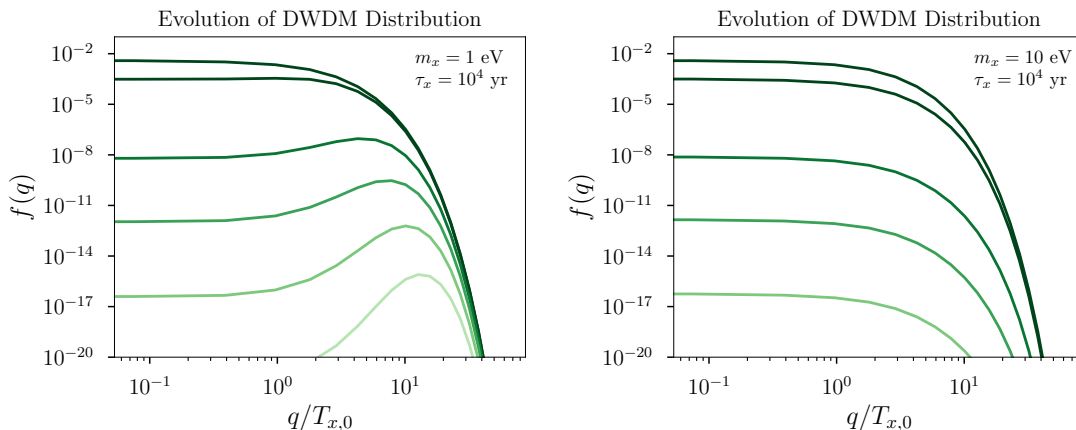 Evolution of DWDM Distribution
m_x = 1 eV
τ_x = 10^4 yr
f(q)
10^-2
10^-5
10^-8
10^-11
10^-14
10^-17
10^-20
10^-1 10^0 10^1
q/T_x,0
Evolution of DWDM Distribution
m_x = 10 eV
τ_x = 10^4 yr
f(q)
10^-2
10^-5
10^-8
10^-11
10^-14
10^-17
10^-20
10^-1 10^0 10^1
q/T_x,0